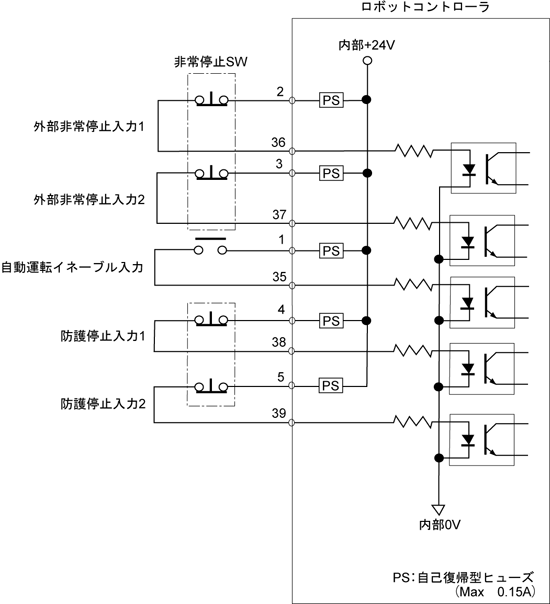 ロボットコントローラ
内部+24V
非常停止SW
2
PS
外部非常停止入力1
36
3
PS
外部非常停止入力2
37
1
PS
自動運転イネーブル入力
35
4
PS
防護停止入力1
38
5
PS
防護停止入力2
39
内部0V
PS:自己復帰型ヒューズ
(Max 0.15A)